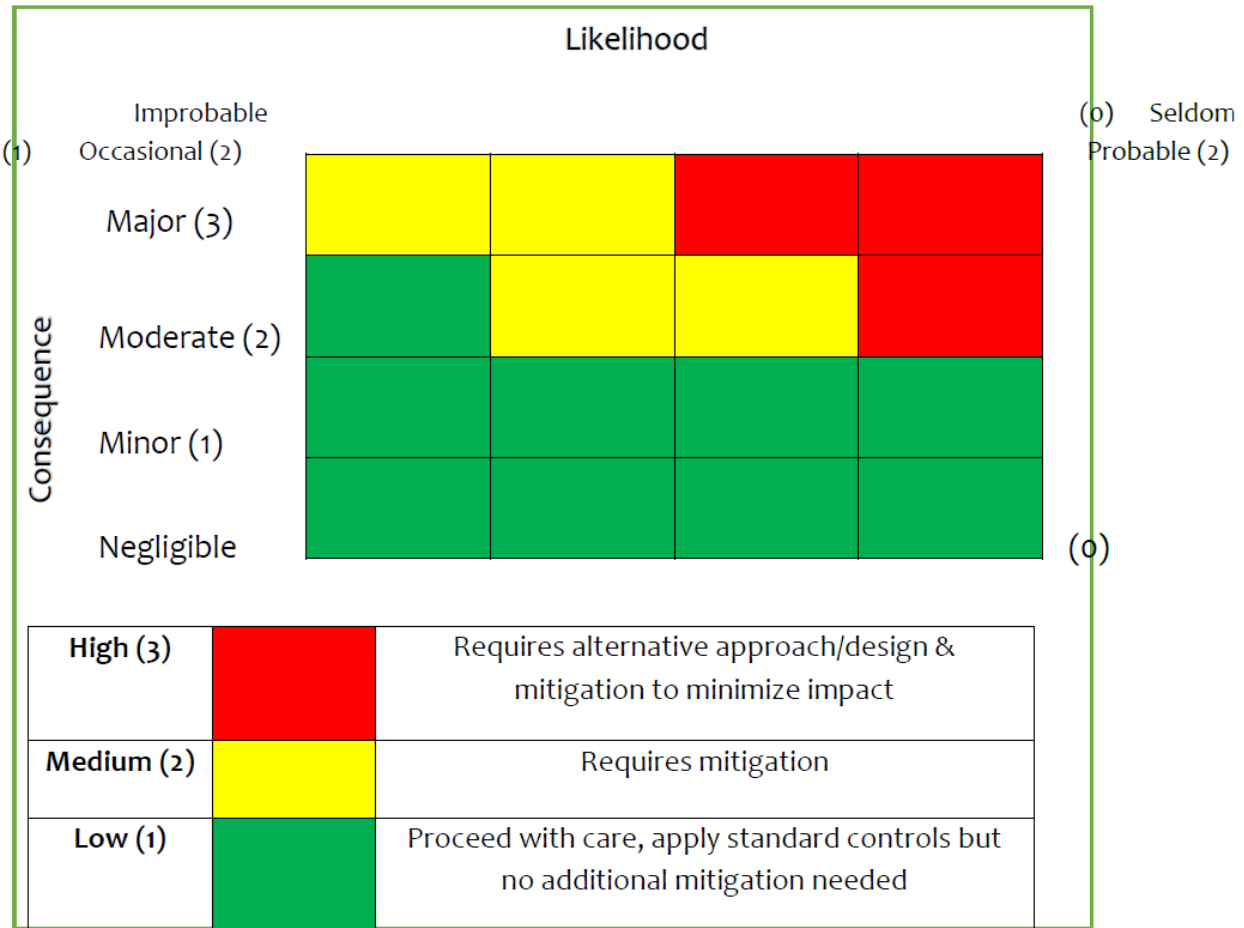 Likelihood
Improbable (0) Seldom
(1) Occasional (2) Probable (2)
Major (3)
Moderate (2)
Consequence
Minor (1)
Negligible (0)
High (3) Requires alternative approach/design &
mitigation to minimize impact
Medium (2) Requires mitigation
Low (1) Proceed with care, apply standard controls but
no additional mitigation needed